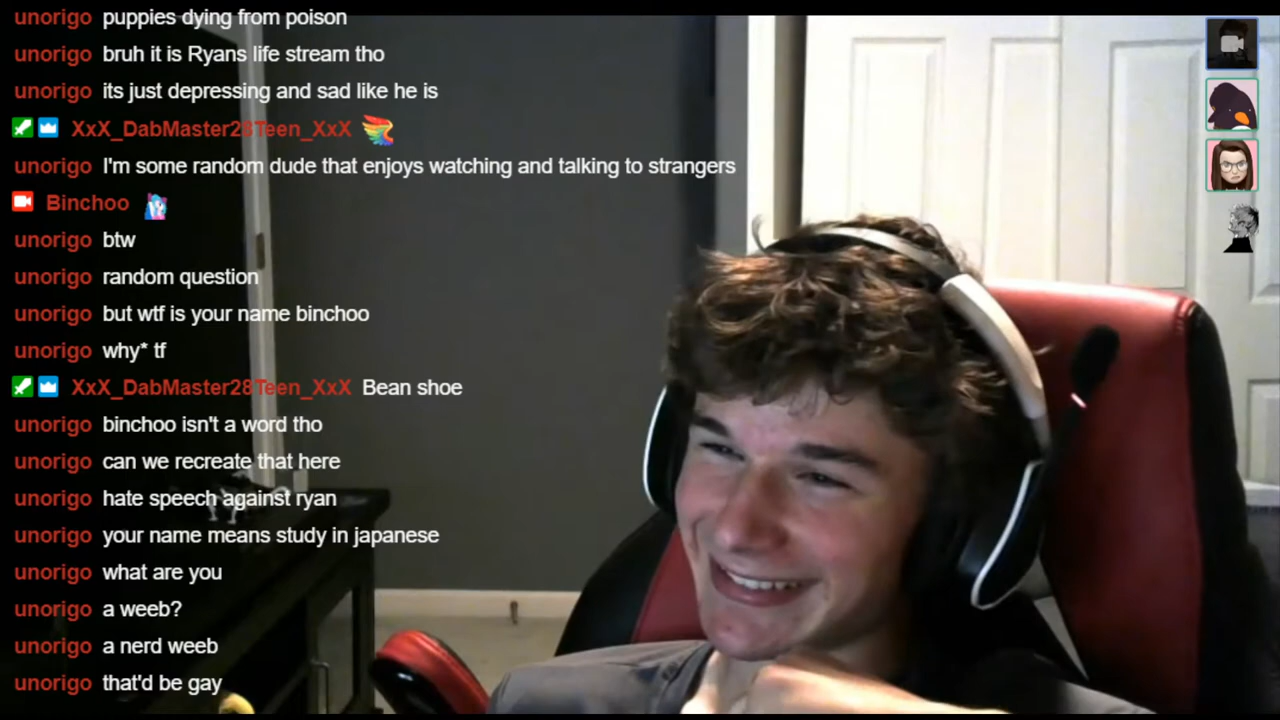 unorigo puppies dying from poison
unorigo bruh it is Ryans life stream tho
unorigo its just depressing and sad like he is
XxX_DabMaster28Teen_XxX
unorigo I'm some random dude that enjoys watching and talking to strangers
Binchoo
unorigo btw
unorigo random question
unorigo but wtf is your name binchoo
unorigo why* tf
XxX_DabMaster28Teen_XxX Bean shoe
unorigo binchoo isn't a word tho
unorigo can we recreate that here
unorigo hate speech against ryan
unorigo your name means study in japanese
unorigo what are you
unorigo a weeb?
unorigo a nerd weeb
unorigo that'd be gay